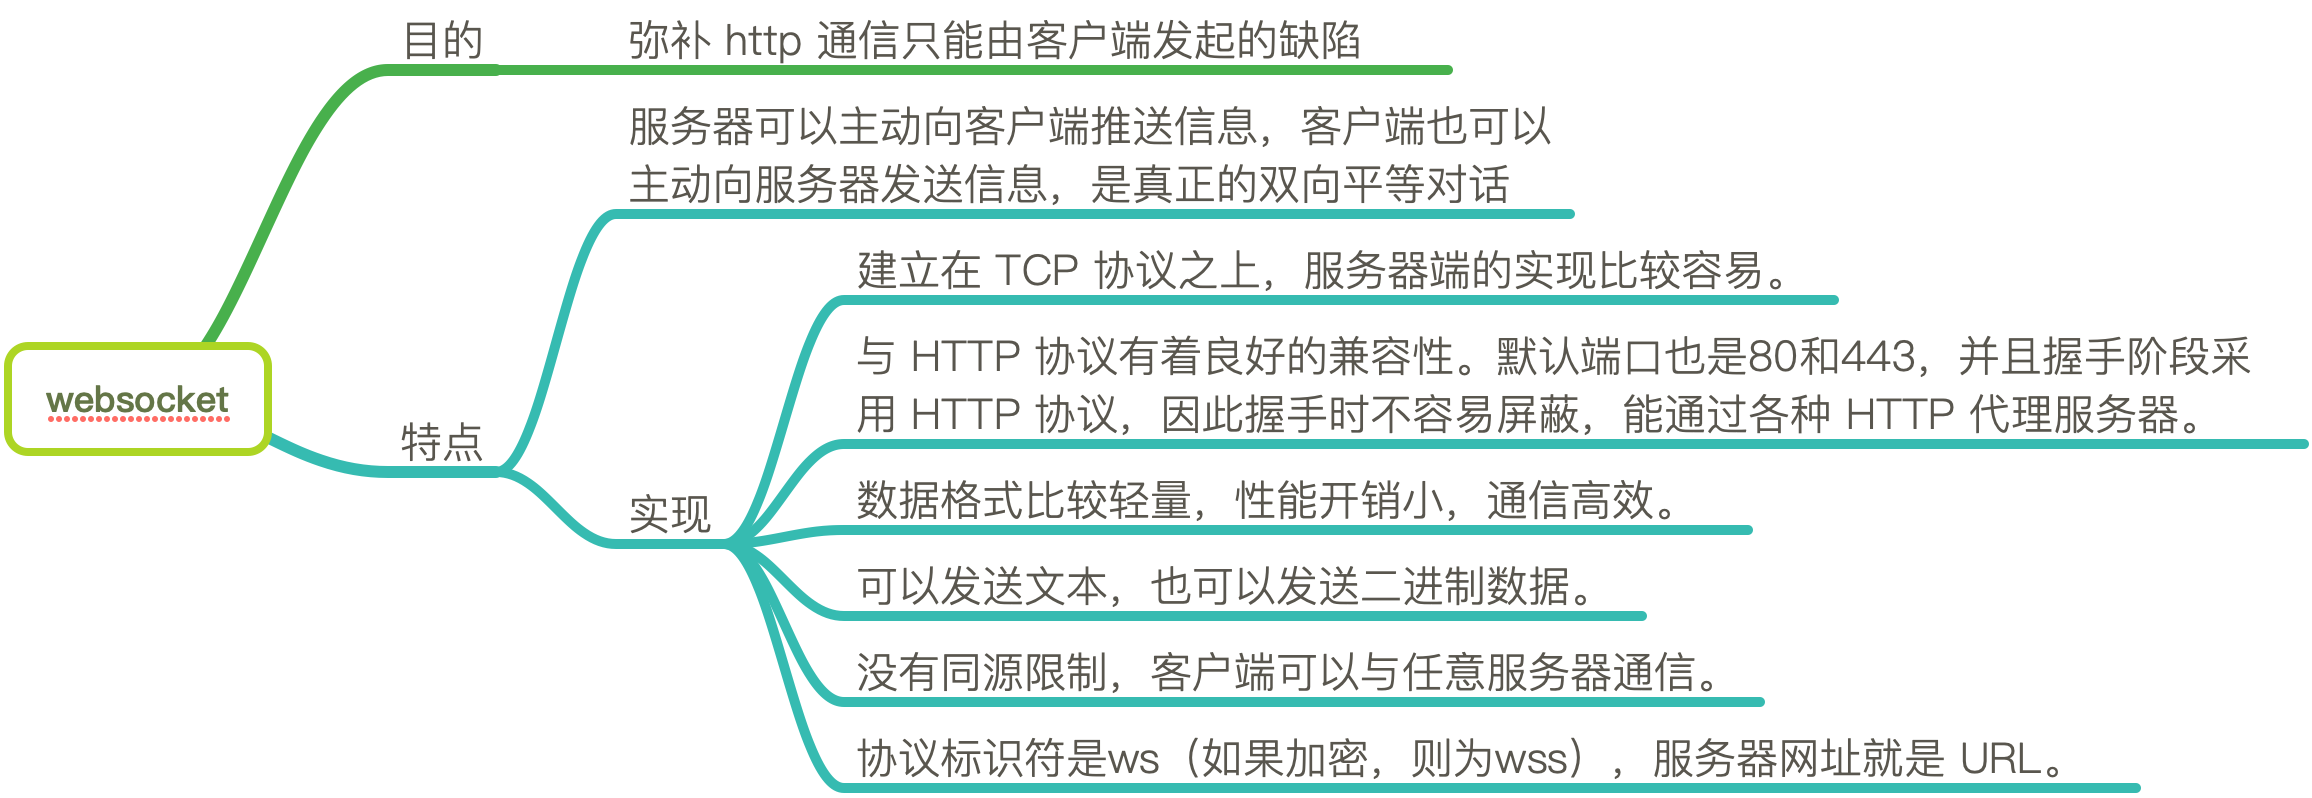 目的
弥补 http 通信只能由客户端发起的缺陷
服务器可以主动向客户端推送信息，客户端也可以
主动向服务器发送信息，是真正的双向平等对话
建立在 TCP 协议之上，服务器端的实现比较容易。
与 HTTP 协议有着良好的兼容性。默认端口也是80和443，并且握手阶段采
用 HTTP 协议，因此握手时不容易屏蔽，能通过各种 HTTP 代理服务器。
websocket
特点
实现
数据格式比较轻量，性能开销小，通信高效。
可以发送文本，也可以发送二进制数据。
没有同源限制，客户端可以与任意服务器通信。
协议标识符是ws（如果加密，则为wss），服务器网址就是 URL。